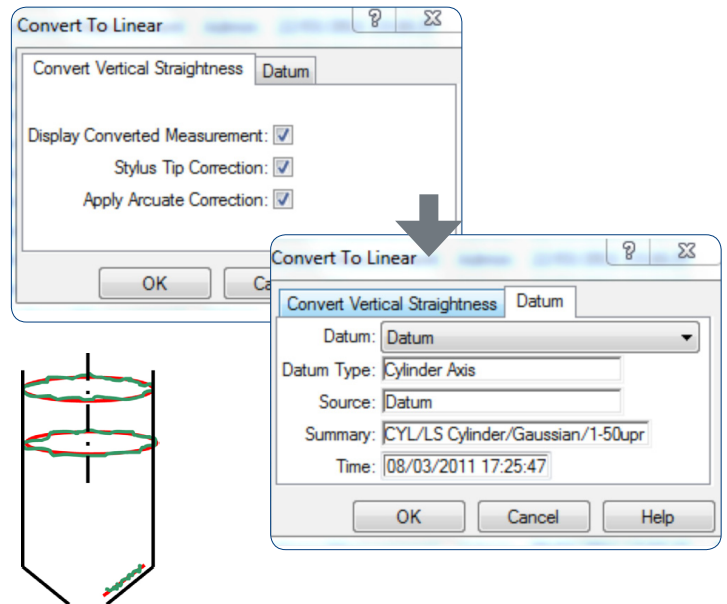 Convert To Linear
?
Convert Vertical Straightness Datum
Display Converted Measurement:
Stylus Tip Correction:
Apply Arcuate Correction:
OK
Convert To Linear
?
Convert Vertical Straightness Datum
Datum: Datum
Datum Type: Cylinder Axis
Source: Datum
Summary: CYL/LS Cylinder/Gaussian/1-50upr
Time: 08/03/2011 17:25:47
OK Cancel Help